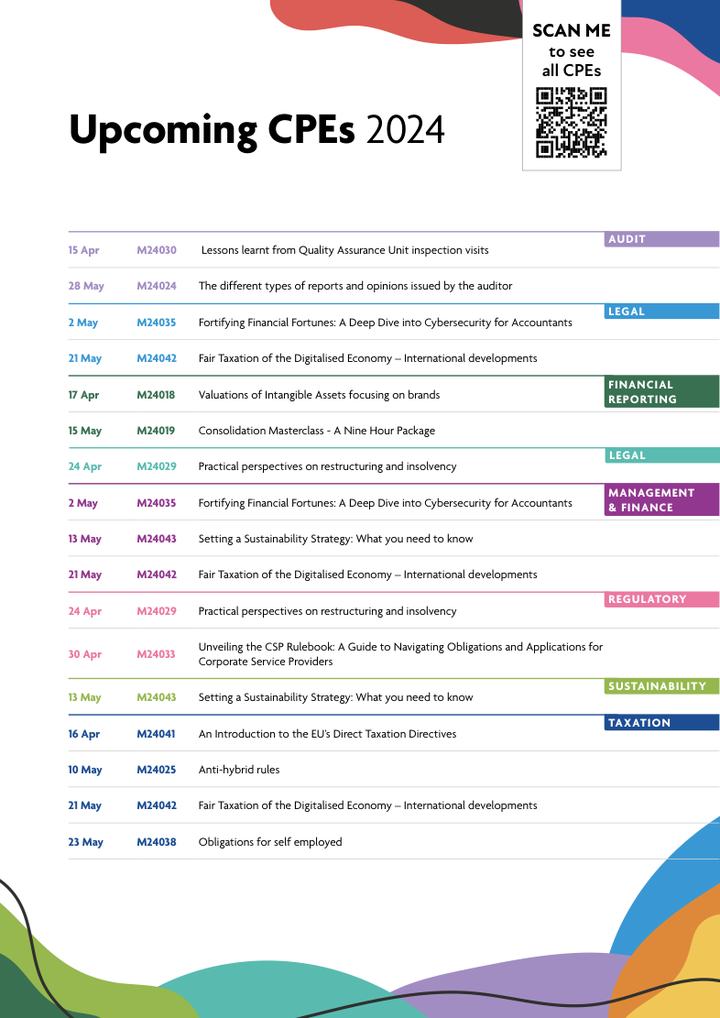 SCAN ME
to see
all CPEs
Upcoming CPEs 2024
AUDIT
15 Apr M24030 Lessons learnt from Quality Assurance Unit inspection visits
28 May M24024 The different types of reports and opinions issued by the auditor
LEGAL
2 May M24035 Fortifying Financial Fortunes: A Deep Dive into Cybersecurity for Accountants
21 May M24042 Fair Taxation of the Digitalised Economy – International developments
FINANCIAL
REPORTING
17 Apr M24018 Valuations of Intangible Assets focusing on brands
15 May M24019 Consolidation Masterclass - A Nine Hour Package
LEGAL
24 Apr M24029 Practical perspectives on restructuring and insolvency
MANAGEMENT
& FINANCE
2 May M24035 Fortifying Financial Fortunes: A Deep Dive into Cybersecurity for Accountants
13 May M24043 Setting a Sustainability Strategy: What you need to know
21 May M24042 Fair Taxation of the Digitalised Economy – International developments
REGULATORY
24 Apr M24029 Practical perspectives on restructuring and insolvency
30 Apr M24033 Unveiling the CSP Rulebook: A Guide to Navigating Obligations and Applications for
Corporate Service Providers
SUSTAINABILITY
13 May M24043 Setting a Sustainability Strategy: What you need to know
TAXATION
16 Apr M24041 An Introduction to the EU's Direct Taxation Directives
10 May M24025 Anti-hybrid rules
21 May M24042 Fair Taxation of the Digitalised Economy – International developments
23 May M24038 Obligations for self employed